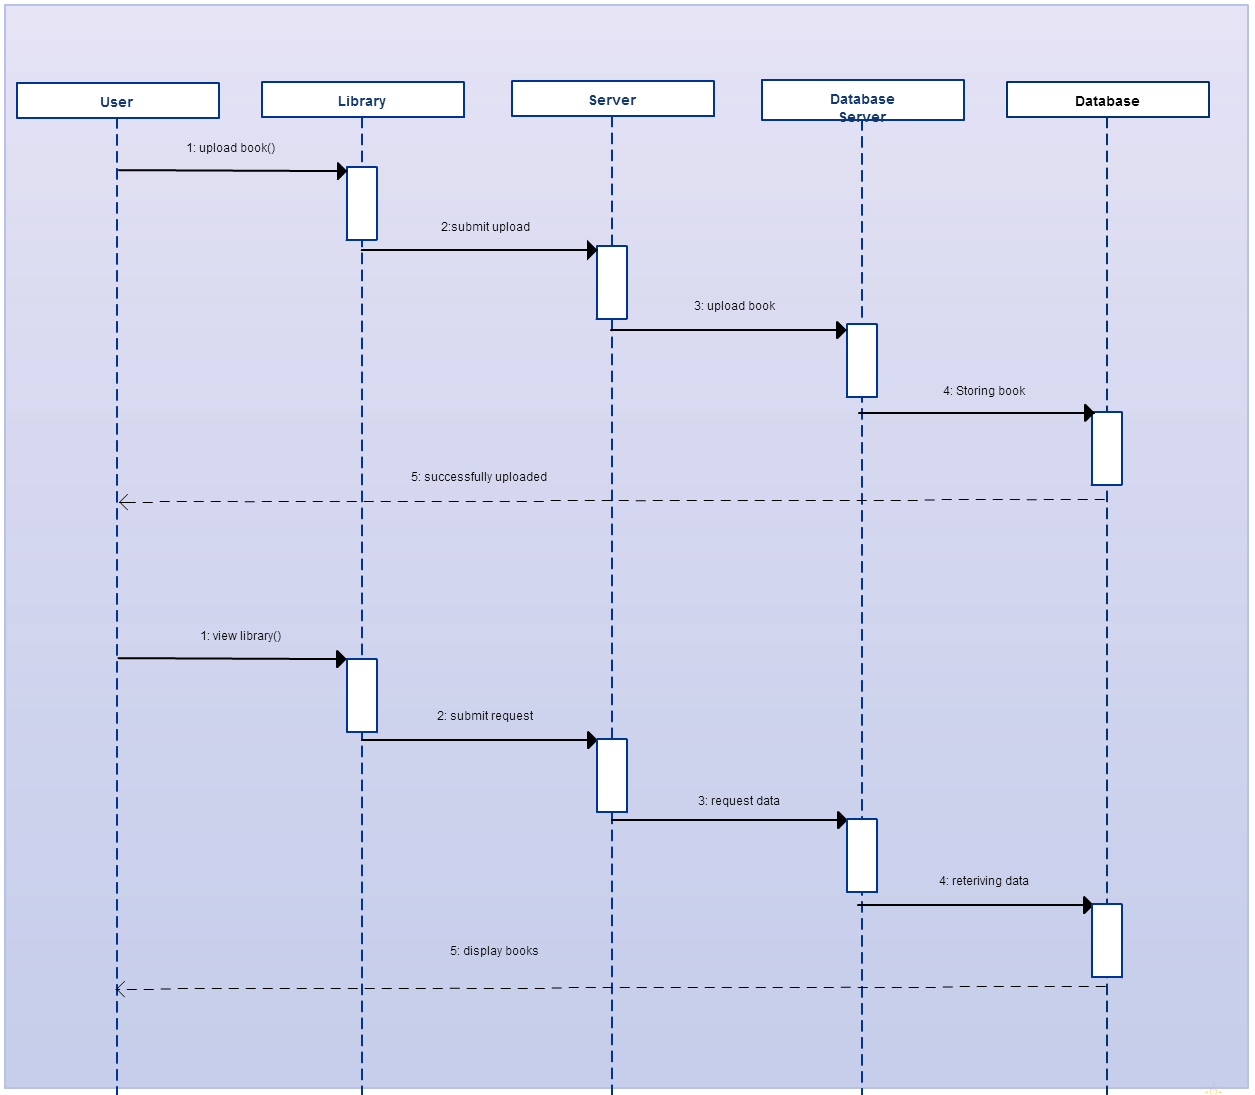 User
Library
Server
Database
Server
Database
1: upload book()
2:submit upload
3: upload book
4: Storing book
5: successfully uploaded
1: view library()
2: submit request
3: request data
4: reteriving data
5: display books